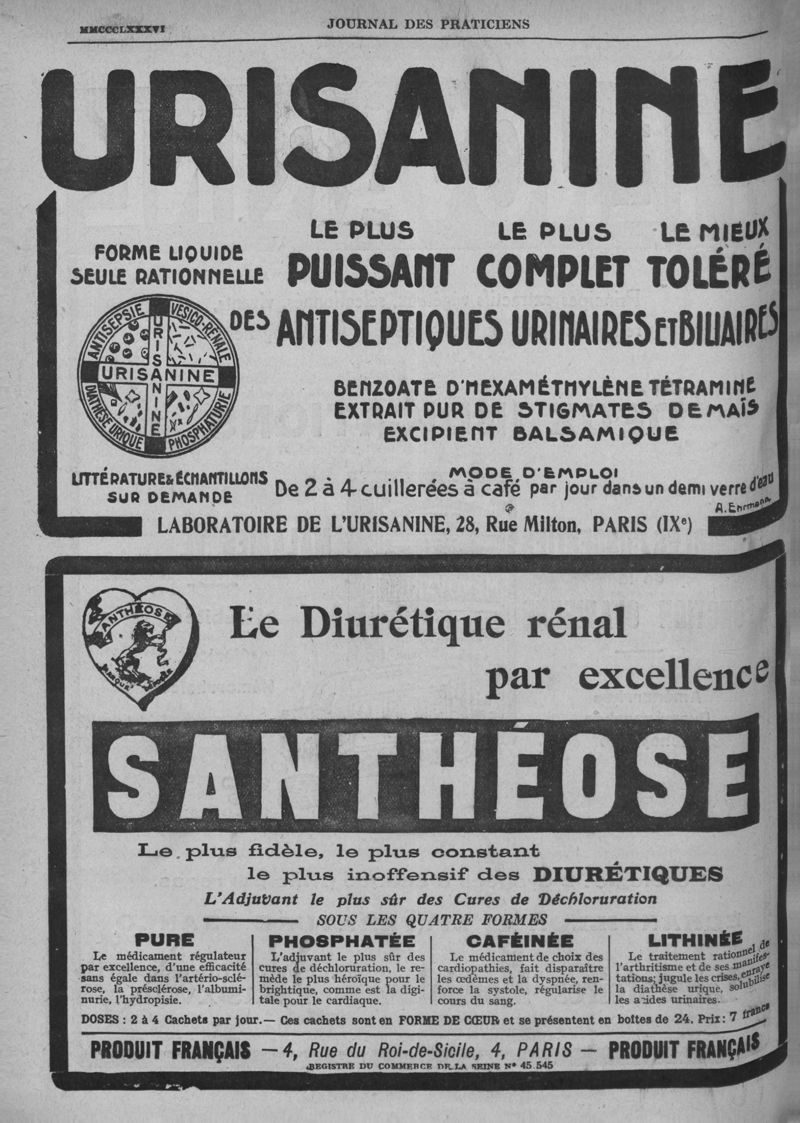 MMCCCLXXXVI
JOURNAL DES PRATICIENS
URISANINE
FORME LIQUIDE
SEULE RATIONNELLE
LE PLUS LE PLUS LE MIEUX
PUISSANT COMPLET TOLÉRÉ
DES ANTISEPTIQUES URINAIRES ET BILIAIRES
ANTISEPSIE VESICO-RÉNALE
URISANINE
URISANINE
DIATHÈSE URIQUE PHOSPHATURIE
BENZOATE D'HEXAMÉTHYLÈNE TÉTRAMINE
EXTRAIT PUR DE STIGMATES DE MAÏS
EXCIPIENT BALSAMIQUE
LITTÉRATURE & ÉCHANTILLONS
SUR DEMANDE
MODE D'EMPLOI
De 2 à 4 cuillerées à café par jour dans un demi verre d'eau
A. Ehrmann
LABORATOIRE DE L'URISANINE, 28, Rue Milton, PARIS (IXe)
SANTHÉOSE
MARQUE DÉPOSÉE
Le Diurétique rénal
par excellence
SANTHÉOSE
Le plus fidèle, le plus constant
le plus inoffensif des DIURÉTIQUES
L'Adjuvant le plus sûr des Cures de Déchloruration
SOUS LES QUATRE FORMES
PURE
Le médicament régulateur
par excellence, d'une efficacité
sans égale dans l'artério-sclé-
rose, la présclérose, l'albumi-
nurie, l'hydropisie.
PHOSPHATÉE
L'adjuvant le plus sûr des
cures de déchloruration, le re-
mède le plus héroïque pour le
brightique, comme est la digi-
tale pour le cardiaque.
CAFÉINÉE
Le médicament de choix des
cardiopathies, fait disparaître
les œdèmes et la dyspnée, ren-
force la systole, régularise le
cours du sang.
LITHINÉE
Le traitement rationnel de
l'arthritisme et de ses manifes-
tations; jugule les crises, enraye
la diathèse urique, solubilise
les acides urinaires.
DOSES : 2 à 4 Cachets par jour. — Ces cachets sont en FORME DE CŒUR et se présentent en boîtes de 24. Prix : 7 francs
PRODUIT FRANÇAIS — 4, Rue du Roi-de-Sicile, 4, PARIS — PRODUIT FRANÇAIS
REGISTRE DU COMMERCE DE LA SEINE N° 45.545